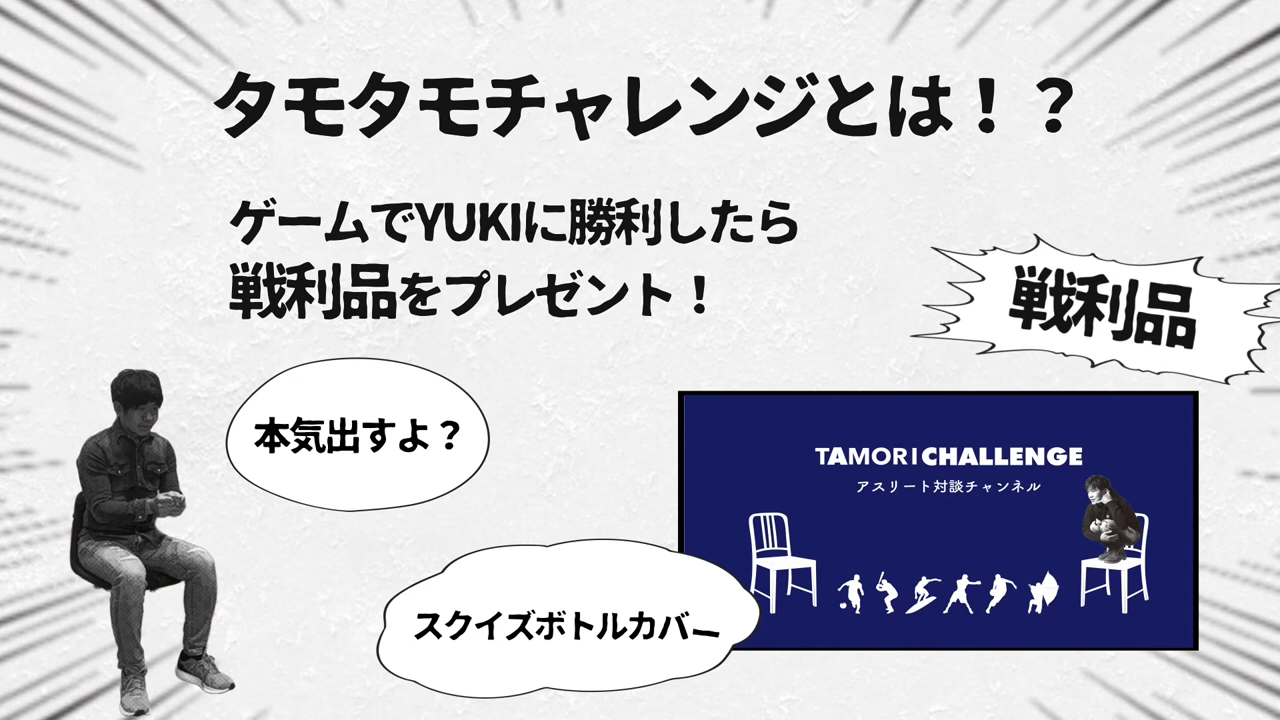 タモタモチャレンジとは！？
ゲームでYUKIに勝利したら
戦利品をプレゼント！
戦利品
本気出すよ？
TAMORI CHALLENGE
アスリート対談チャンネル
スクイズボトルカバー